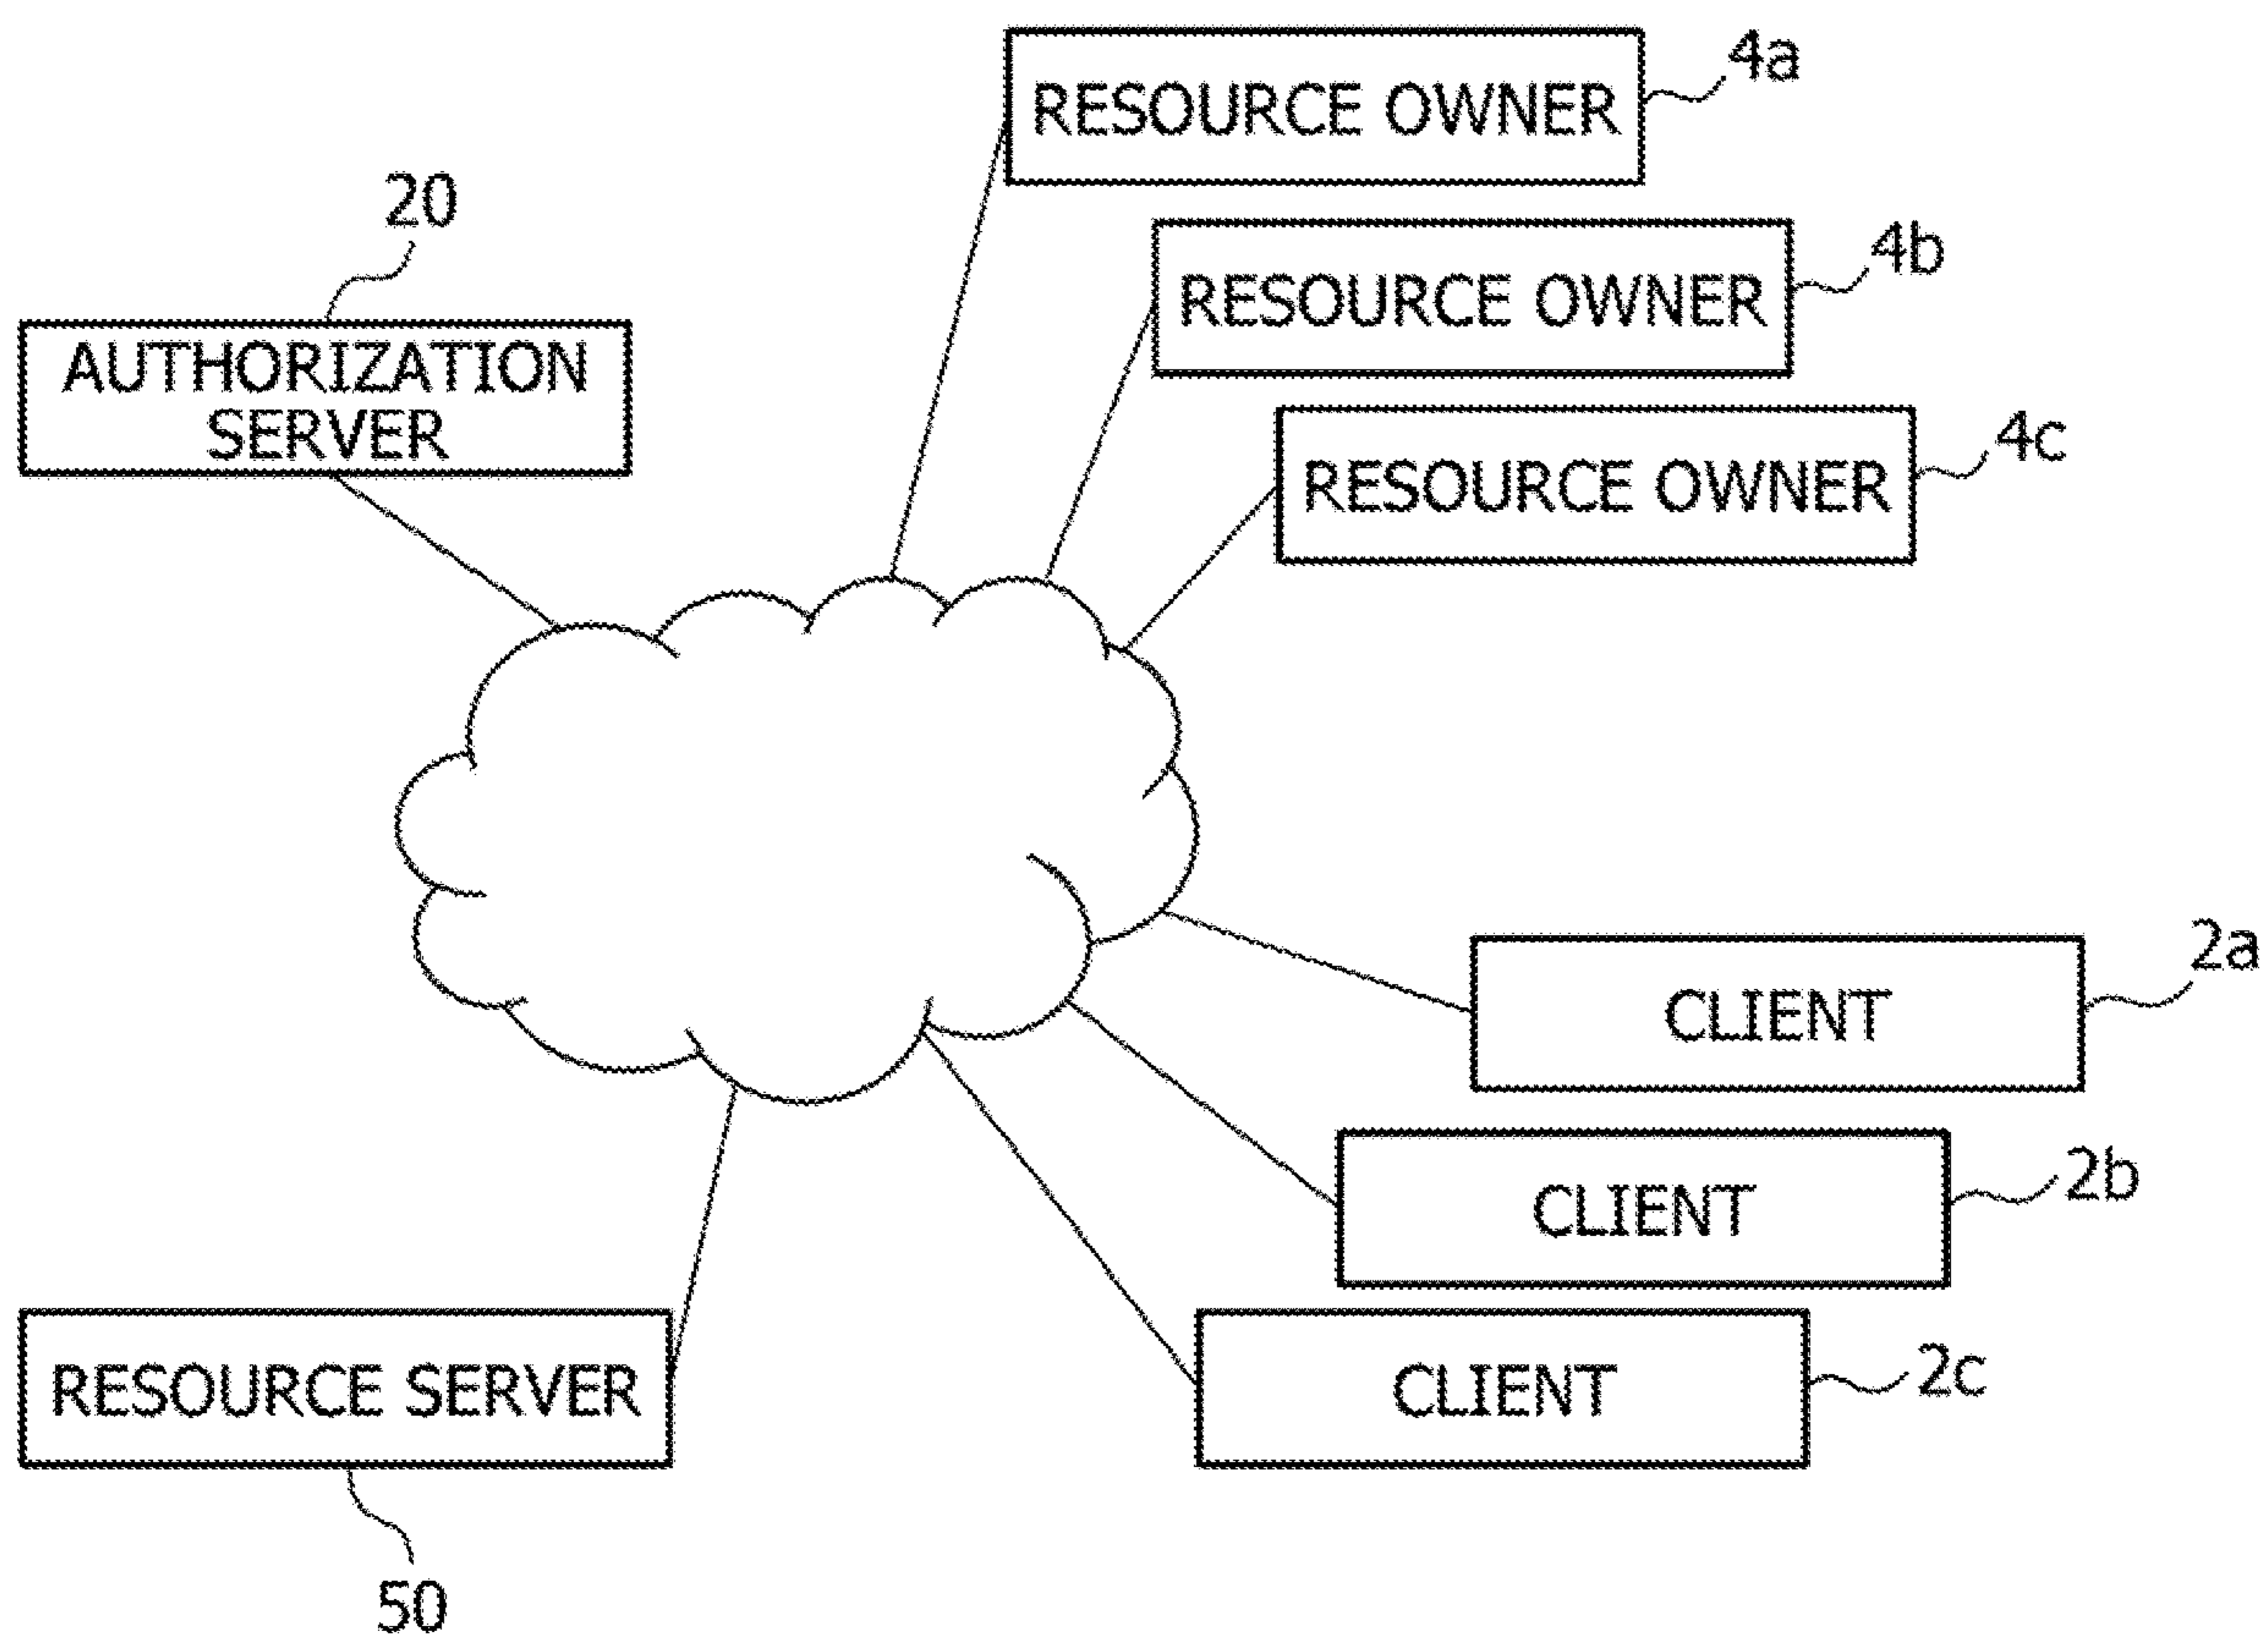 4a
RESOURCE OWNER
20
4b
RESOURCE OWNER
AUTHORIZATION
SERVER
4c
RESOURCE OWNER
2a
CLIENT
2b
CLIENT
2c
CLIENT
RESOURCE SERVER
50